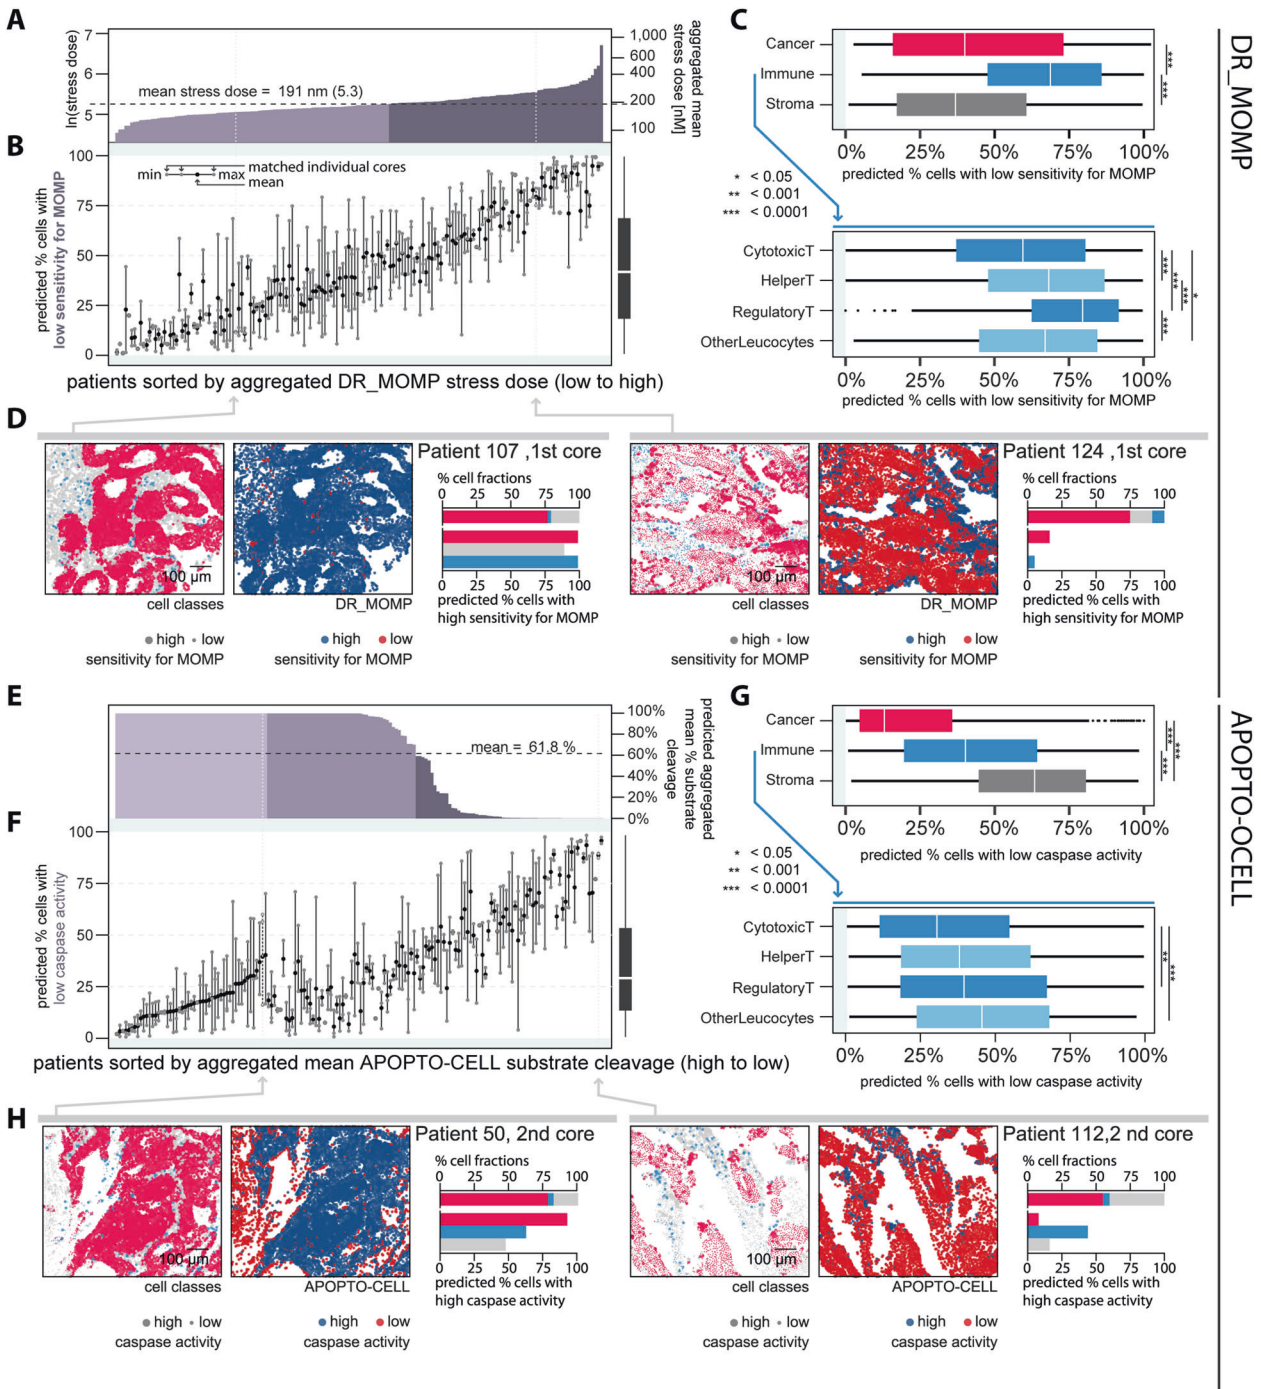 A
ln(stress dose)
7
6
5
mean stress dose = 191 nm (5.3)
1,000
600
400
200
100
aggregated mean
stress dose [nM]
B
predicted % cells with
low sensitivity for MOMP
100
75
50
25
0
min
max
matched individual cores
mean
patients sorted by aggregated DR_MOMP stress dose (low to high)
C
Cancer
Immune
Stroma
***
***
0% 25% 50% 75% 100%
predicted % cells with low sensitivity for MOMP
* < 0.05
** < 0.001
*** < 0.0001
CytotoxicT
HelperT
RegulatoryT
OtherLeucocytes
***
***
***
***
*
0% 25% 50% 75% 100%
predicted % cells with low sensitivity for MOMP
DR_MOMP
D
100 μm
cell classes
high low
sensitivity for MOMP
DR_MOMP
high low
sensitivity for MOMP
Patient 107 ,1st core
% cell fractions
0 25 50 75 100
0 25 50 75 100
predicted % cells with
high sensitivity for MOMP
100 μm
cell classes
high low
sensitivity for MOMP
DR_MOMP
high low
sensitivity for MOMP
Patient 124 ,1st core
% cell fractions
0 25 50 75 100
0 25 50 75 100
predicted % cells with
high sensitivity for MOMP
E
mean = 61.8 %
100%
80%
60%
40%
20%
0%
predicted aggregated
mean % substrate
cleavage
F
predicted % cells with
low caspase activity
100
75
50
25
0
patients sorted by aggregated mean APOPTO-CELL substrate cleavage (high to low)
G
Cancer
Immune
Stroma
***
***
***
0% 25% 50% 75% 100%
predicted % cells with low caspase activity
* < 0.05
** < 0.001
*** < 0.0001
CytotoxicT
HelperT
RegulatoryT
OtherLeucocytes
**
***
0% 25% 50% 75% 100%
predicted % cells with low caspase activity
APOPTO-OCELL
H
100 μm
cell classes
high low
caspase activity
APOPTO-CELL
high low
caspase activity
Patient 50, 2nd core
% cell fractions
0 25 50 75 100
0 25 50 75 100
predicted % cells with
high caspase activity
100 μm
cell classes
high low
caspase activity
APOPTO-CELL
high low
caspase activity
Patient 112,2 nd core
% cell fractions
0 25 50 75 100
0 25 50 75 100
predicted % cells with
high caspase activity